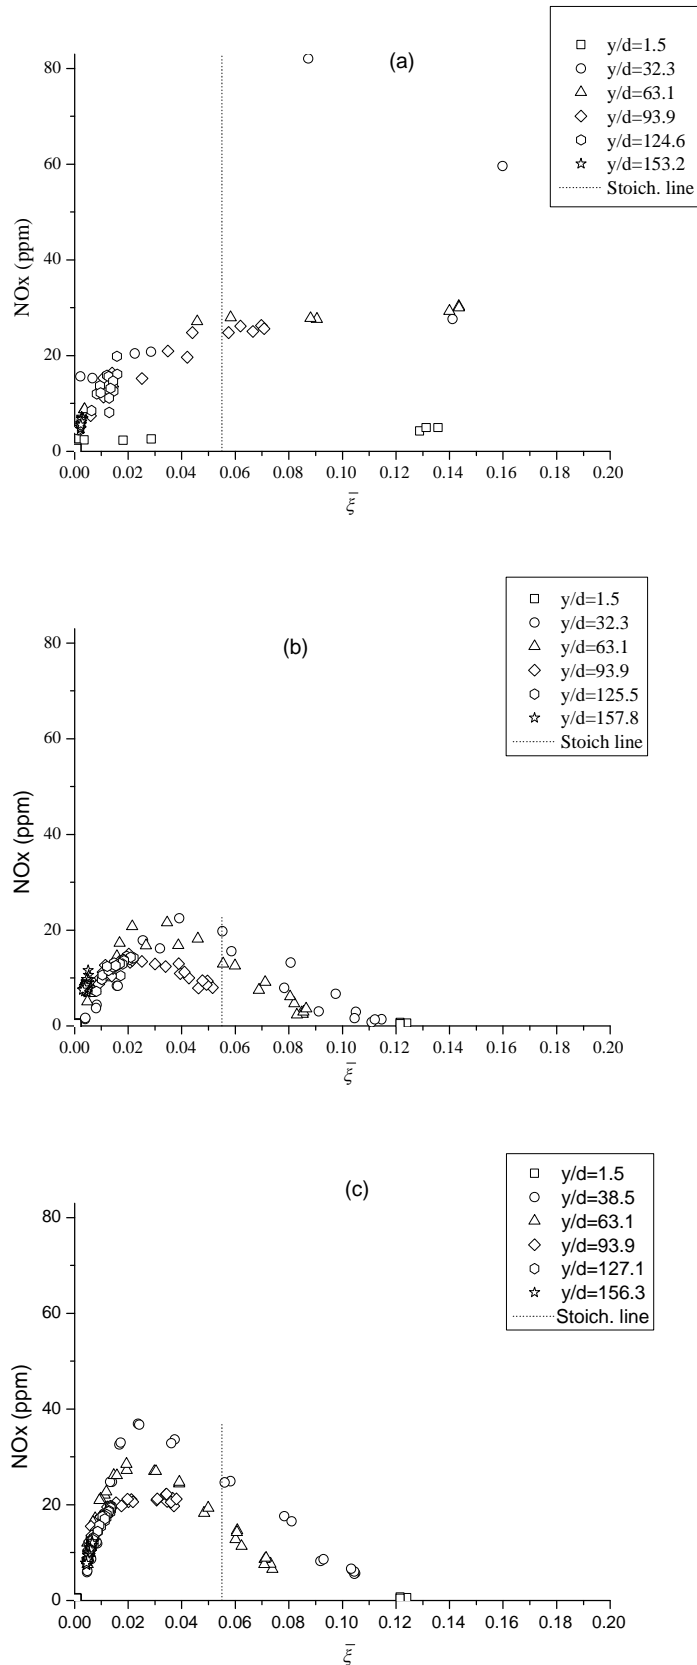 (a)
y/d=1.5
y/d=32.3
y/d=63.1
y/d=93.9
y/d=124.6
y/d=153.2
Stoich. line
80
60
40
20
0
NOx (ppm)
0.00 0.02 0.04 0.06 0.08 0.10 0.12 0.14 0.16 0.18 0.20
ξ̄
(b)
y/d=1.5
y/d=32.3
y/d=63.1
y/d=93.9
y/d=125.5
y/d=157.8
Stoich line
80
60
40
20
0
NOx (ppm)
0.00 0.02 0.04 0.06 0.08 0.10 0.12 0.14 0.16 0.18 0.20
ξ̄
(c)
y/d=1.5
y/d=38.5
y/d=63.1
y/d=93.9
y/d=127.1
y/d=156.3
Stoich. line
80
60
40
20
0
NOx (ppm)
0.00 0.02 0.04 0.06 0.08 0.10 0.12 0.14 0.16 0.18 0.20
ξ̄